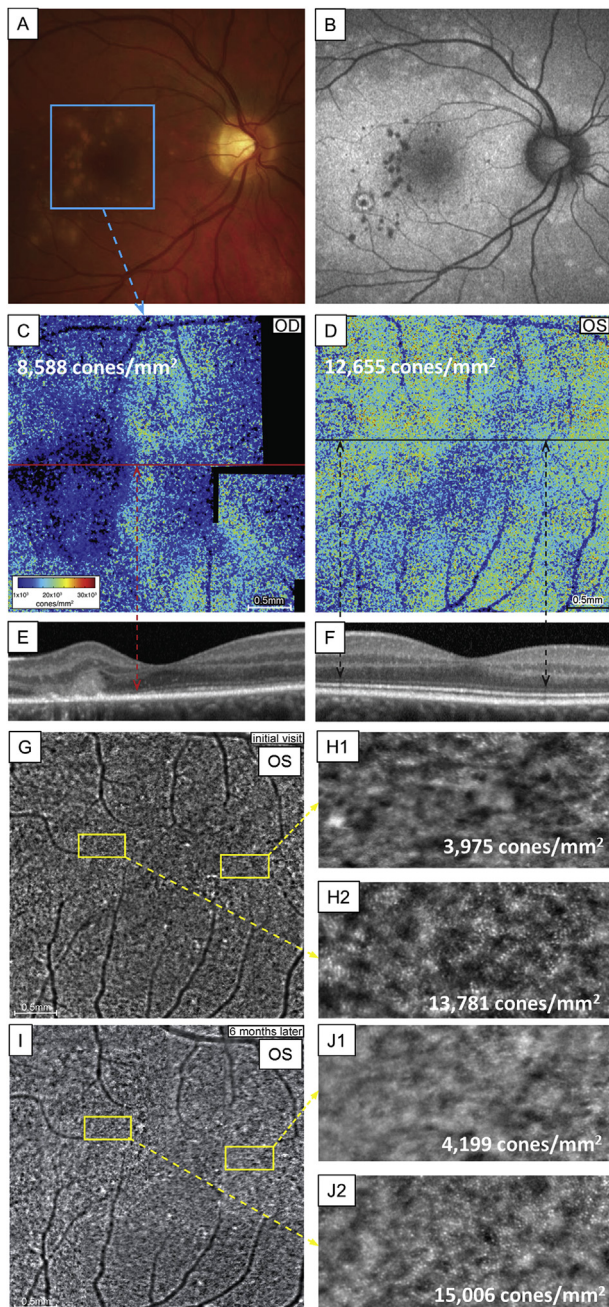 A
B
C
OD
8,588 cones/mm²
1x10³ 20x10³ 30x10³
cones/mm²
0.5mm
D
OS
12,655 cones/mm²
0.5mm
E
F
G
initial visit
OS
0.5mm
H1
3,975 cones/mm²
H2
13,781 cones/mm²
I
6 months later
OS
0.5mm
J1
4,199 cones/mm²
J2
15,006 cones/mm²